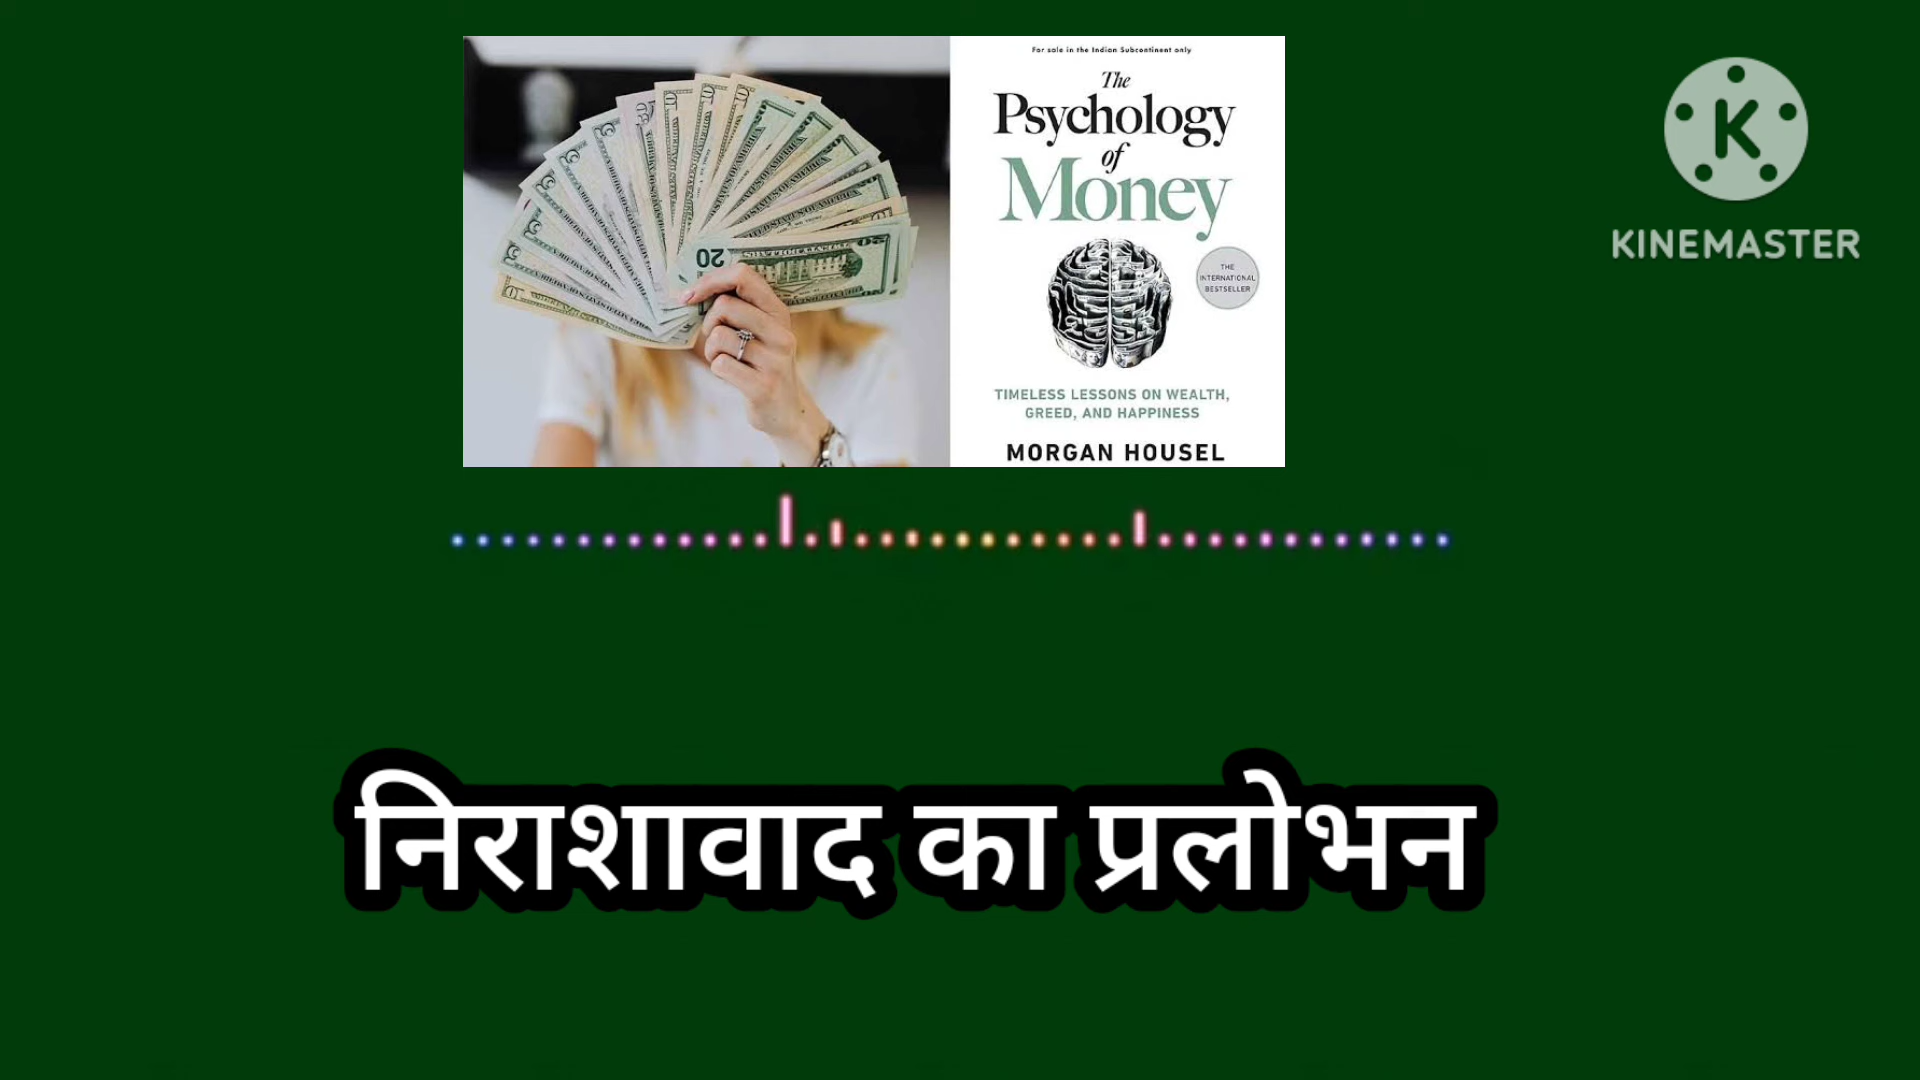 For sale in the Indian Subcontinent only
The
Psychology
of
Money
THE
INTERNATIONAL
BESTSELLER
TIMELESS LESSONS ON WEALTH,
GREED, AND HAPPINESS
MORGAN HOUSEL
K
KINEMASTER
20
निराशावाद का प्रलोभन